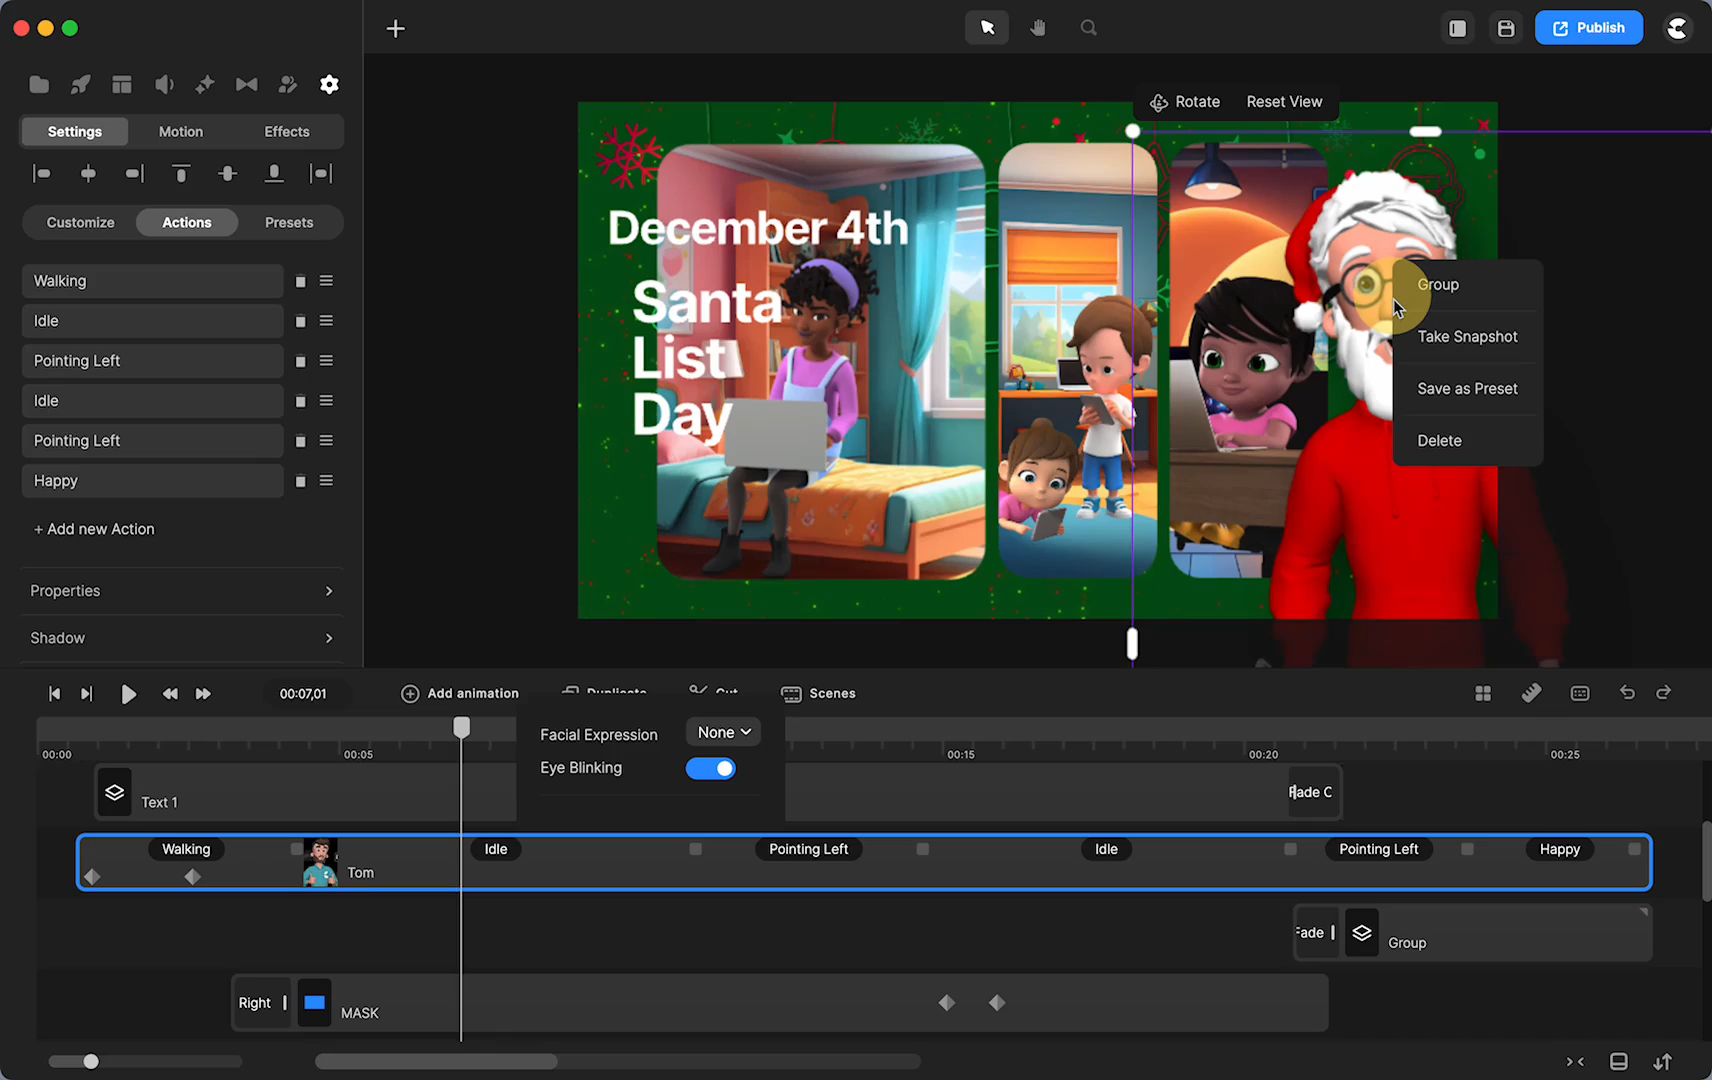 Publish
Settings
Motion
Effects
Customize
Actions
Presets
Walking
Idle
Pointing Left
Idle
Pointing Left
Happy
+ Add new Action
Properties
Shadow
Rotate
Reset View
December 4th
Santa
List
Day
Group
Take Snapshot
Save as Preset
Delete
00:07,01
Add animation
Duplicate
Cut
Scenes
Facial Expression
None
Eye Blinking
00:00
00:05
00:15
00:20
00:25
Text 1
Fade C
Walking
Tom
Idle
Pointing Left
Idle
Pointing Left
Happy
Fade
Group
Right
MASK